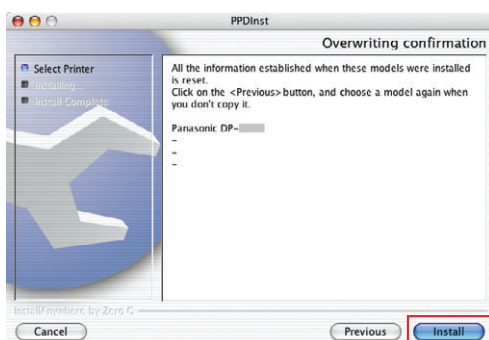 PPDInst
Overwriting confirmation
Select Printer
Installing...
Install Complete
All the information established when these models were installed
is reset.
Click on the <Previous> button, and choose a model again when
you don't copy it.
Panasonic DP-
-
-
-
InstallAnywhere by Zero G
Cancel
Previous
Install